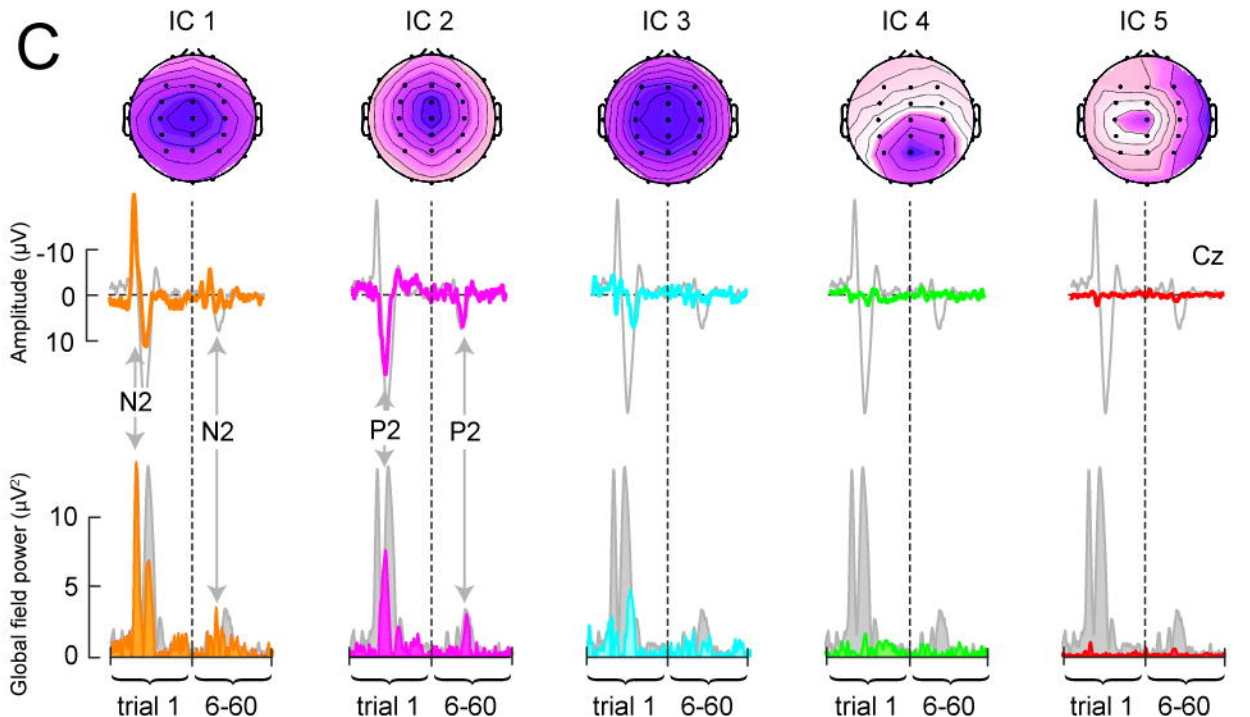 C
IC 1
IC 2
IC 3
IC 4
IC 5
Amplitude (µV)
-10
0
10
Cz
N2
N2
P2
P2
Global field power (µV²)
10
5
0
trial 1
6-60
trial 1
6-60
trial 1
6-60
trial 1
6-60
trial 1
6-60